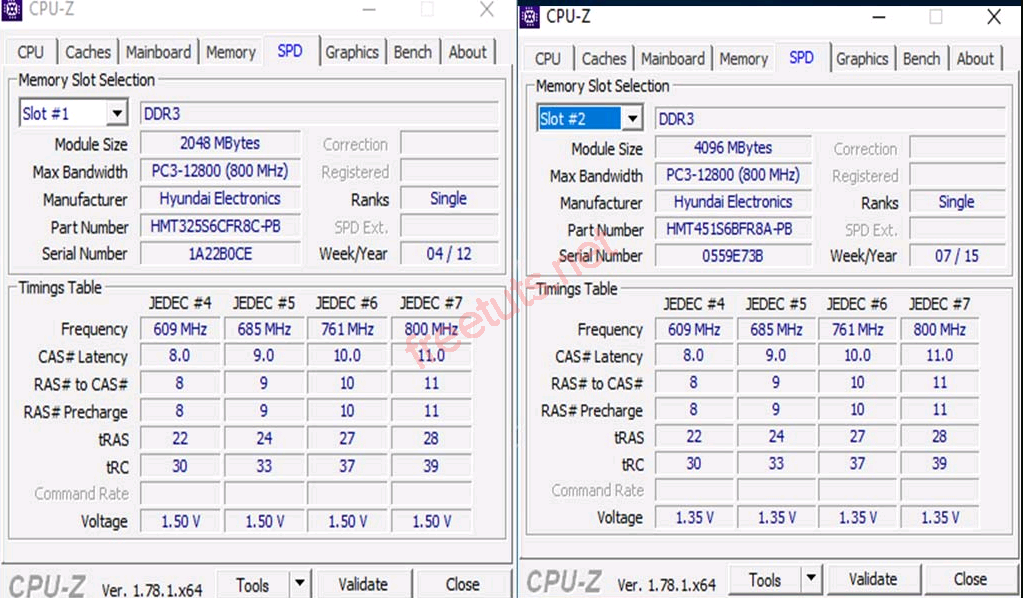 CPU-Z
CPU Caches Mainboard Memory SPD Graphics Bench About
Memory Slot Selection
Slot #1 DDR3
Module Size 2048 MBytes Correction
Max Bandwidth PC3-12800 (800 MHz) Registered
Manufacturer Hyundai Electronics Ranks Single
Part Number HMT325S6CFR8C-PB SPD Ext.
Serial Number 1A22B0CE Week/Year 04 / 12
Timings Table
JEDEC #4 JEDEC #5 JEDEC #6 JEDEC #7
Frequency 609 MHz 685 MHz 761 MHz 800 MHz
CAS# Latency 8.0 9.0 10.0 11.0
RAS# to CAS# 8 9 10 11
RAS# Precharge 8 9 10 11
tRAS 22 24 27 28
tRC 30 33 37 39
Command Rate
Voltage 1.50 V 1.50 V 1.50 V 1.50 V
CPU-Z Ver. 1.78.1.x64 Tools Validate Close
CPU-Z
CPU Caches Mainboard Memory SPD Graphics Bench About
Memory Slot Selection
Slot #2 DDR3
Module Size 4096 MBytes Correction
Max Bandwidth PC3-12800 (800 MHz) Registered
Manufacturer Hyundai Electronics Ranks Single
Part Number HMT451S6BFR8A-PB SPD Ext.
Serial Number 0559E73B Week/Year 07 / 15
Timings Table
JEDEC #4 JEDEC #5 JEDEC #6 JEDEC #7
Frequency 609 MHz 685 MHz 761 MHz 800 MHz
CAS# Latency 8.0 9.0 10.0 11.0
RAS# to CAS# 8 9 10 11
RAS# Precharge 8 9 10 11
tRAS 22 24 27 28
tRC 30 33 37 39
Command Rate
Voltage 1.35 V 1.35 V 1.35 V 1.35 V
CPU-Z Ver. 1.78.1.x64 Tools Validate Close
freetuts.net